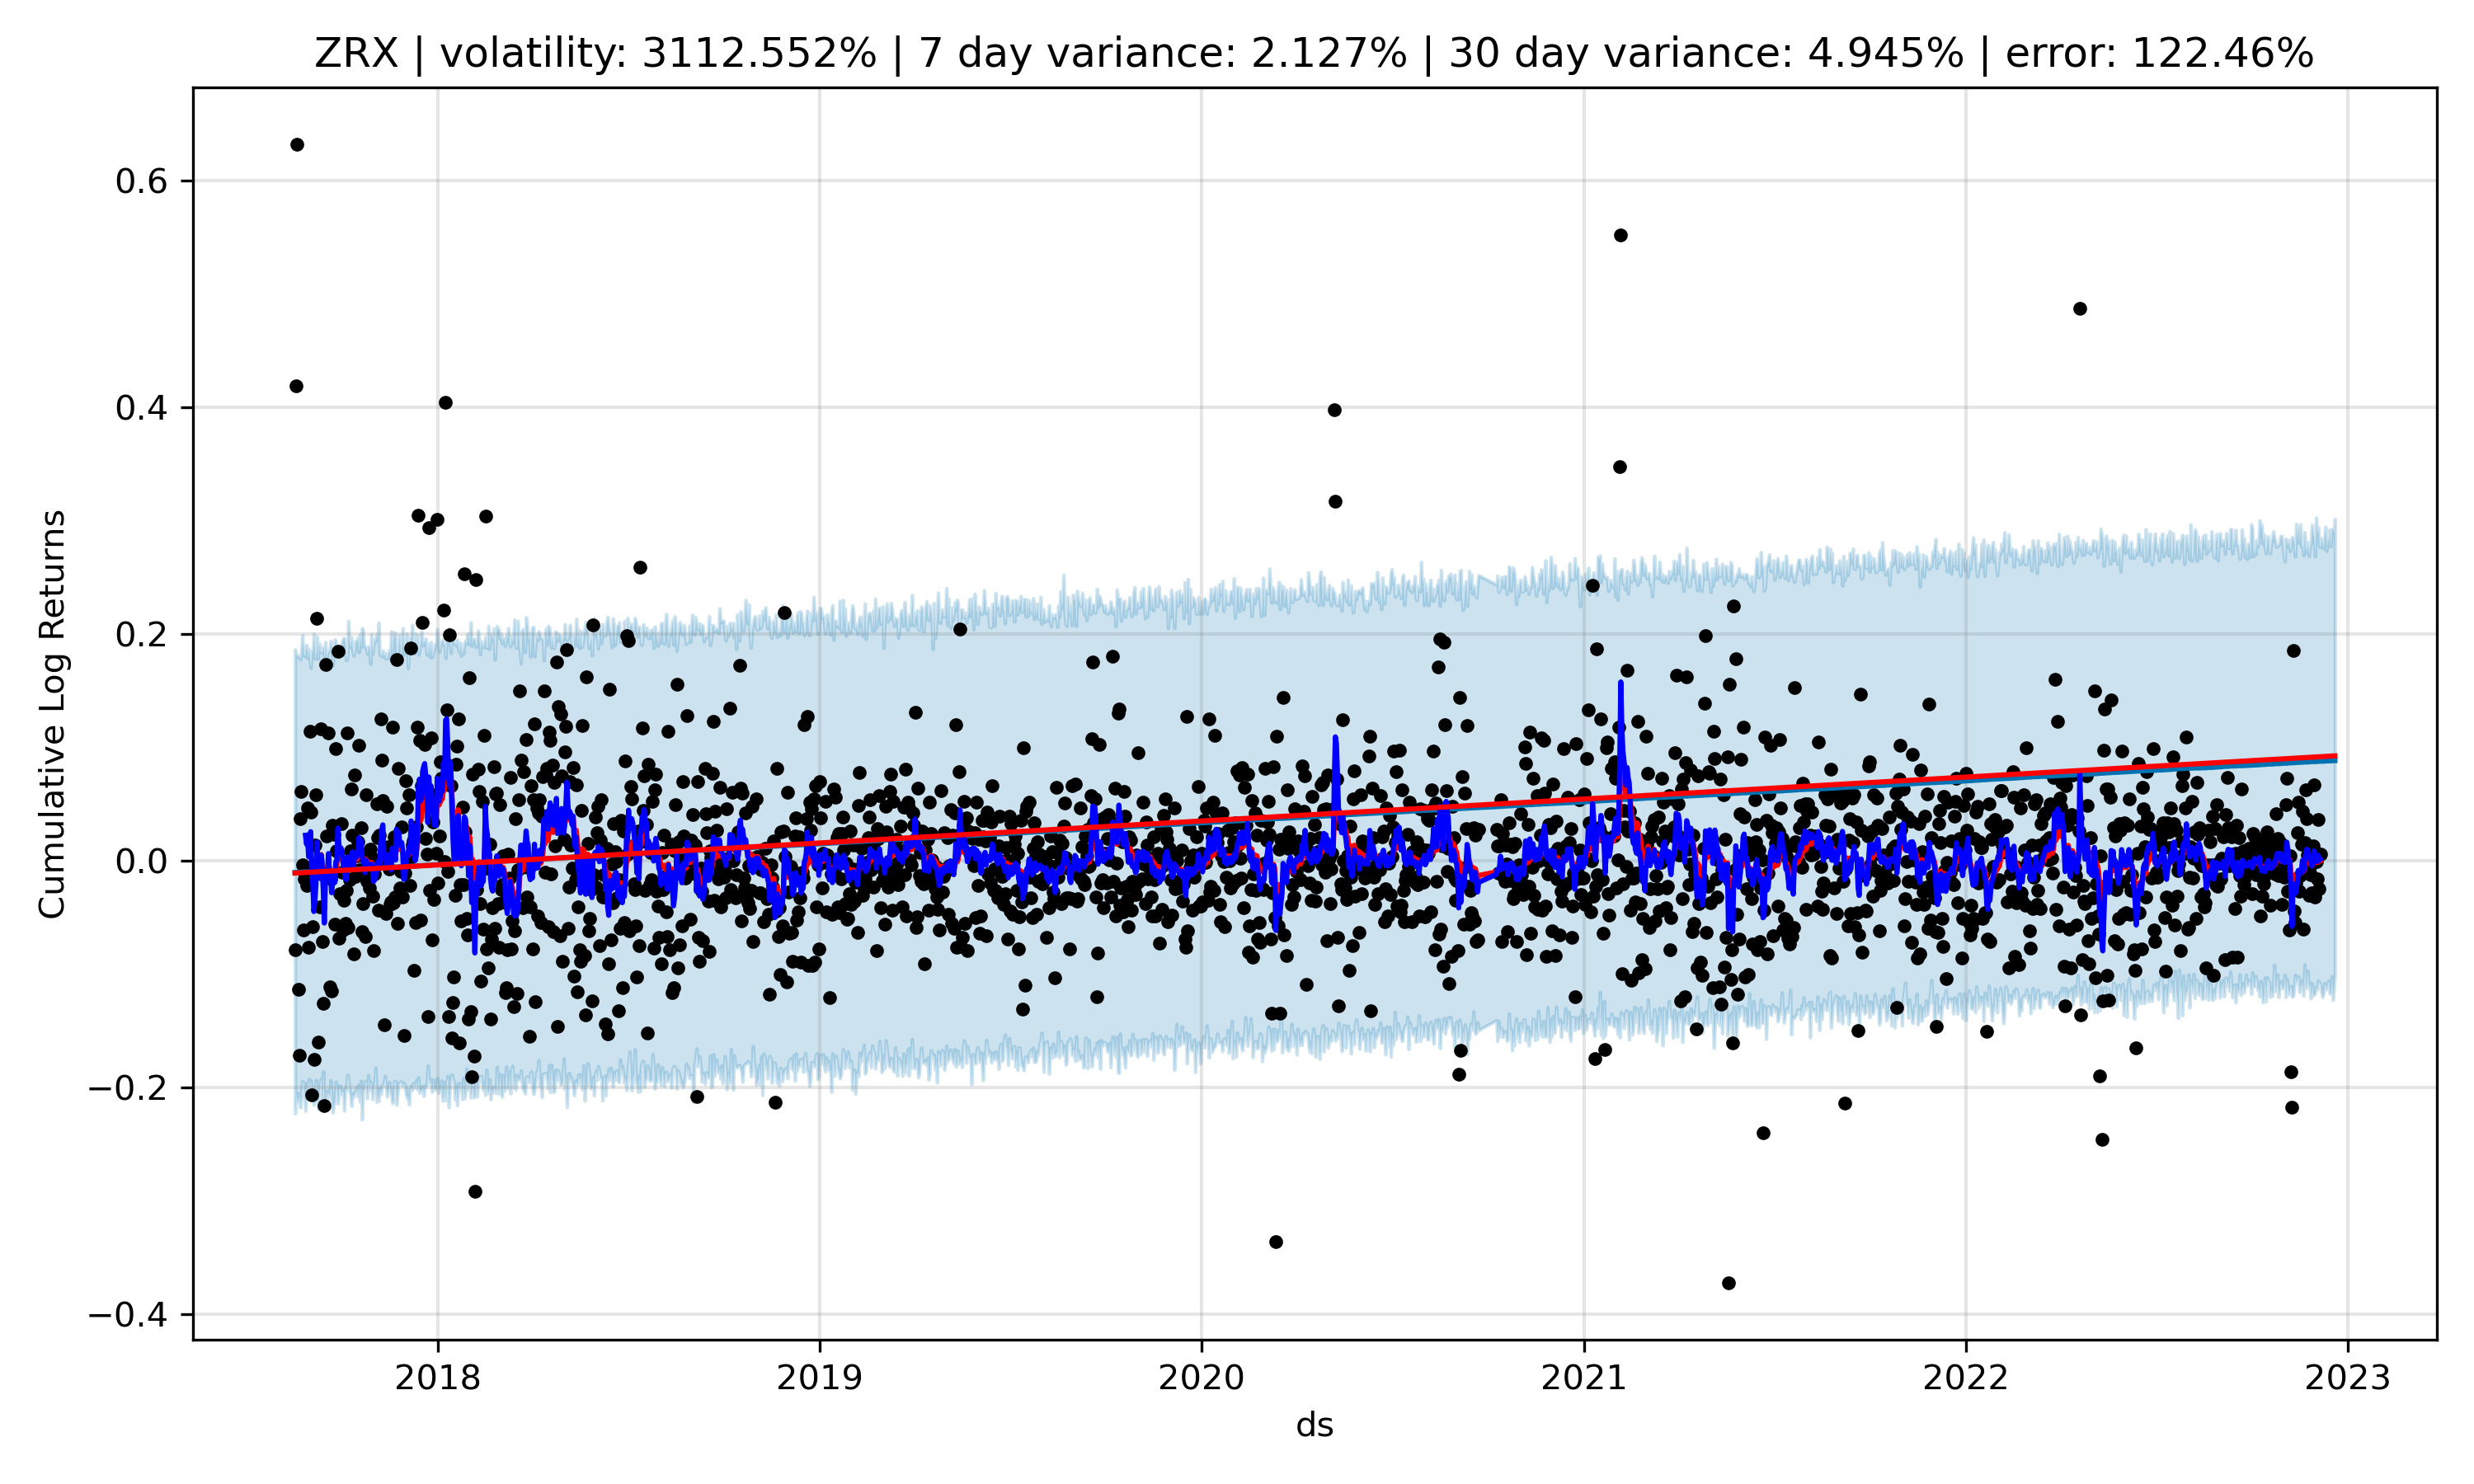 ZRX | volatility: 3112.552% | 7 day variance: 2.127% | 30 day variance: 4.945% | error: 122.46%
Cumulative Log Returns
0.6
0.4
0.2
0.0
−0.2
−0.4
2018 2019 2020 2021 2022 2023
ds